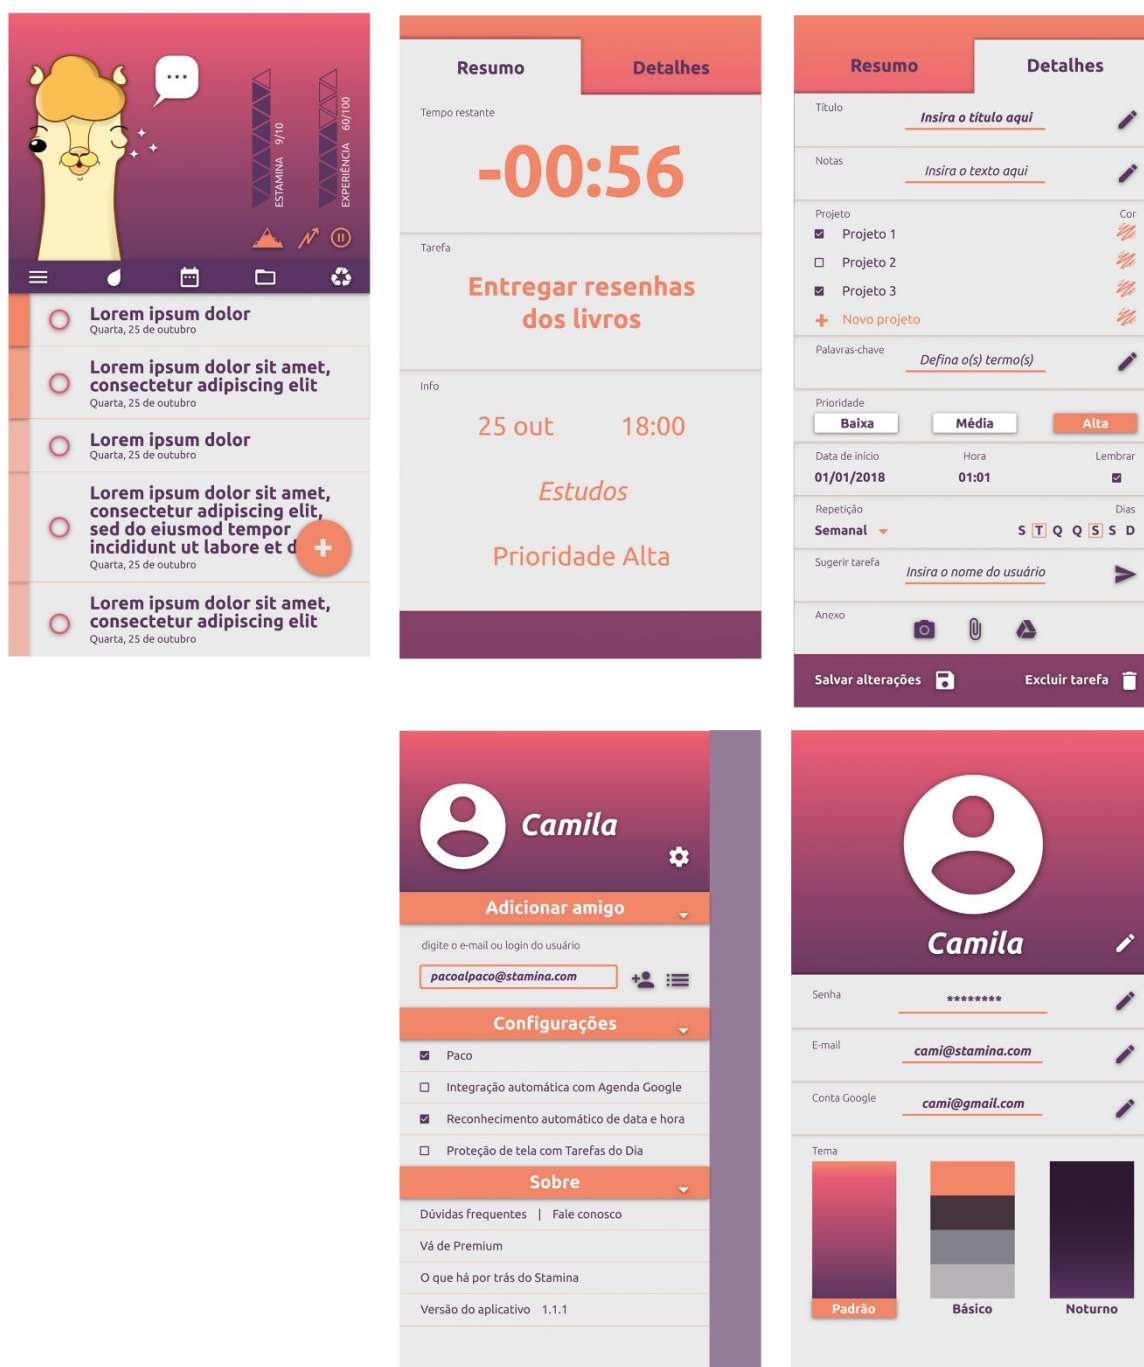 ESTAMINA 9/10
EXPERIÊNCIA 60/100
Lorem ipsum dolor
Quarta, 25 de outubro
Lorem ipsum dolor sit amet,
consectetur adipiscing elit
Quarta, 25 de outubro
Lorem ipsum dolor
Quarta, 25 de outubro
Lorem ipsum dolor sit amet,
consectetur adipiscing elit,
sed do eiusmod tempor
incididunt ut labore et d
Quarta, 25 de outubro
Lorem ipsum dolor sit amet,
consectetur adipiscing elit
Quarta, 25 de outubro
Resumo Detalhes
Tempo restante
-00:56
Tarefa
Entregar resenhas
dos livros
Info
25 out 18:00
Estudos
Prioridade Alta
Resumo Detalhes
Título Insira o título aqui
Notas Insira o texto aqui
Projeto Cor
Projeto 1
Projeto 2
Projeto 3
Novo projeto
Palavras-chave Defina o(s) termo(s)
Prioridade
Baixa Média Alta
Data de início Hora Lembrar
01/01/2018 01:01
Repetição Dias
Semanal S T Q Q S S D
Sugerir tarefa Insira o nome do usuário
Anexo
Salvar alterações Excluir tarefa
Camila
Adicionar amigo
digite o e-mail ou login do usuário
pacoalpaco@stamina.com
Configurações
Paco
Integração automática com Agenda Google
Reconhecimento automático de data e hora
Proteção de tela com Tarefas do Dia
Sobre
Dúvidas frequentes | Fale conosco
Vá de Premium
O que há por trás do Stamina
Versão do aplicativo 1.1.1
Camila
Senha ********
E-mail cami@stamina.com
Conta Google cami@gmail.com
Tema
Padrão Básico Noturno